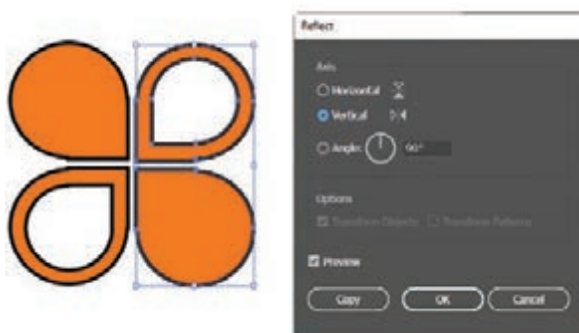 Reflect
Axis
Horizontal
Vertical
Angle: 90°
Options
Transform Objects Transform Patterns
Preview
Copy OK Cancel